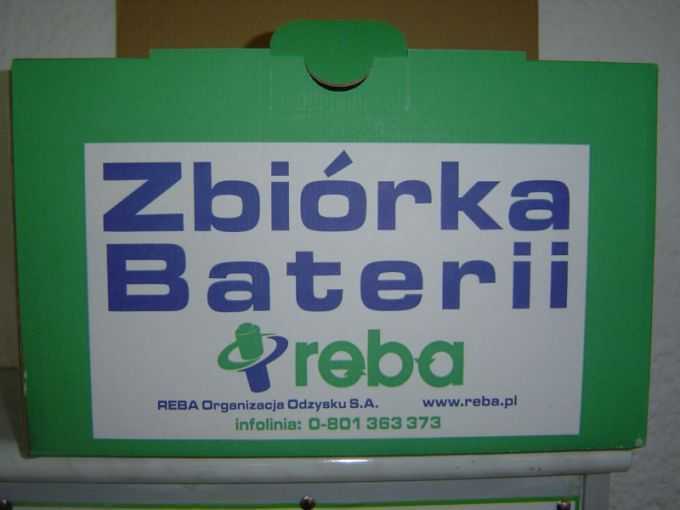 Zbiórka
Baterii
reba
REBA Organizacja Odzysku S.A. www.reba.pl
infolinia: 0-801 363 373